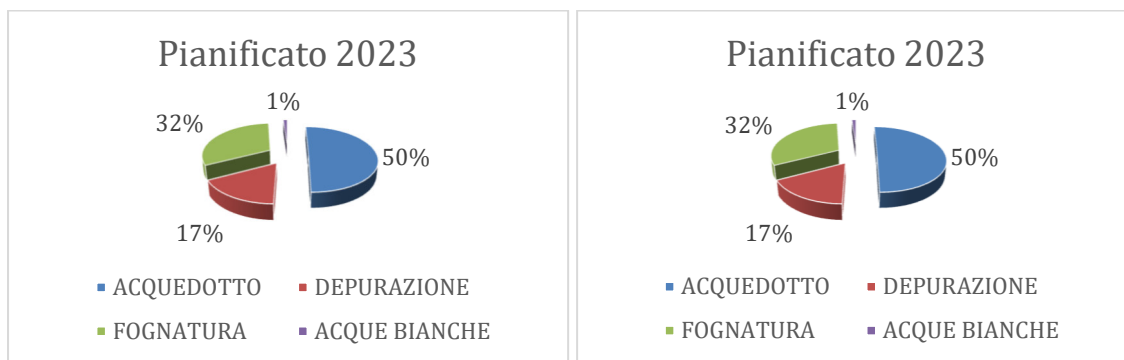 Pianificato 2023
1%
32%
50%
17%
ACQUEDOTTO DEPURAZIONE
FOGNATURA ACQUE BIANCHE
Pianificato 2023
1%
32%
50%
17%
ACQUEDOTTO DEPURAZIONE
FOGNATURA ACQUE BIANCHE